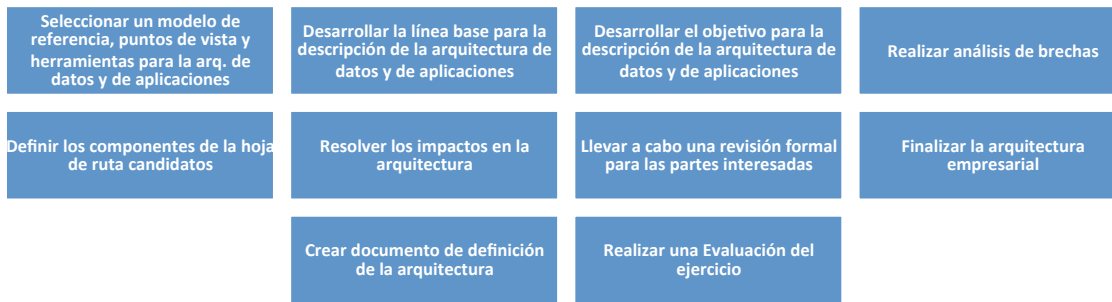 Seleccionar un modelo de
referencia, puntos de vista y
herramientas para la arq. de
datos y de aplicaciones
Desarrollar la línea base para la
descripción de la arquitectura de
datos y de aplicaciones
Desarrollar el objetivo para la
descripción de la arquitectura de
datos y de aplicaciones
Realizar análisis de brechas
Definir los componentes de la hoja
de ruta candidatos
Resolver los impactos en la
arquitectura
Llevar a cabo una revisión formal
para las partes interesadas
Finalizar la arquitectura
empresarial
Crear documento de definición
de la arquitectura
Realizar una Evaluación del
ejercicio